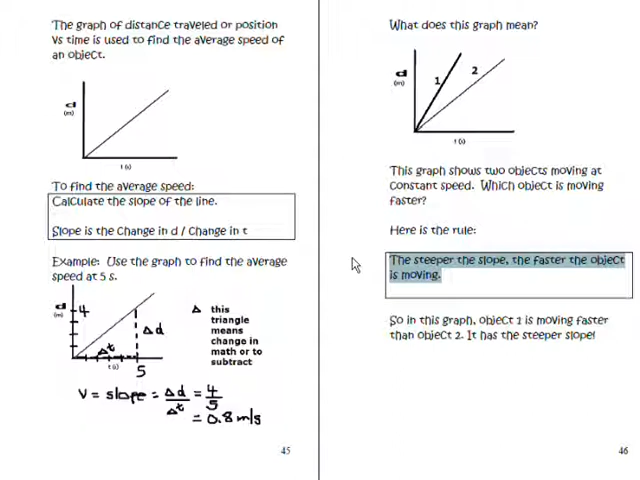 The graph of distance traveled or position
vs time is used to find the average speed of
an object.
d
(m)
t (s)
To find the average speed:
Calculate the slope of the line.
Slope is the change in d / Change in t
Example: Use the graph to find the average
speed at 5 s.
d
(m)
4
Δd
Δt
t (s)
5
Δ this
triangle
means
change in
math or to
subtract
V = slope = Δd/Δt = 4/5
= 0.8 m/s
45
What does this graph mean?
d
(m)
1
2
t (s)
This graph shows two objects moving at
constant speed. Which object is moving
faster?
Here is the rule:
The steeper the slope, the faster the object
is moving.
So in this graph, object 1 is moving faster
than object 2. It has the steeper slope!
46